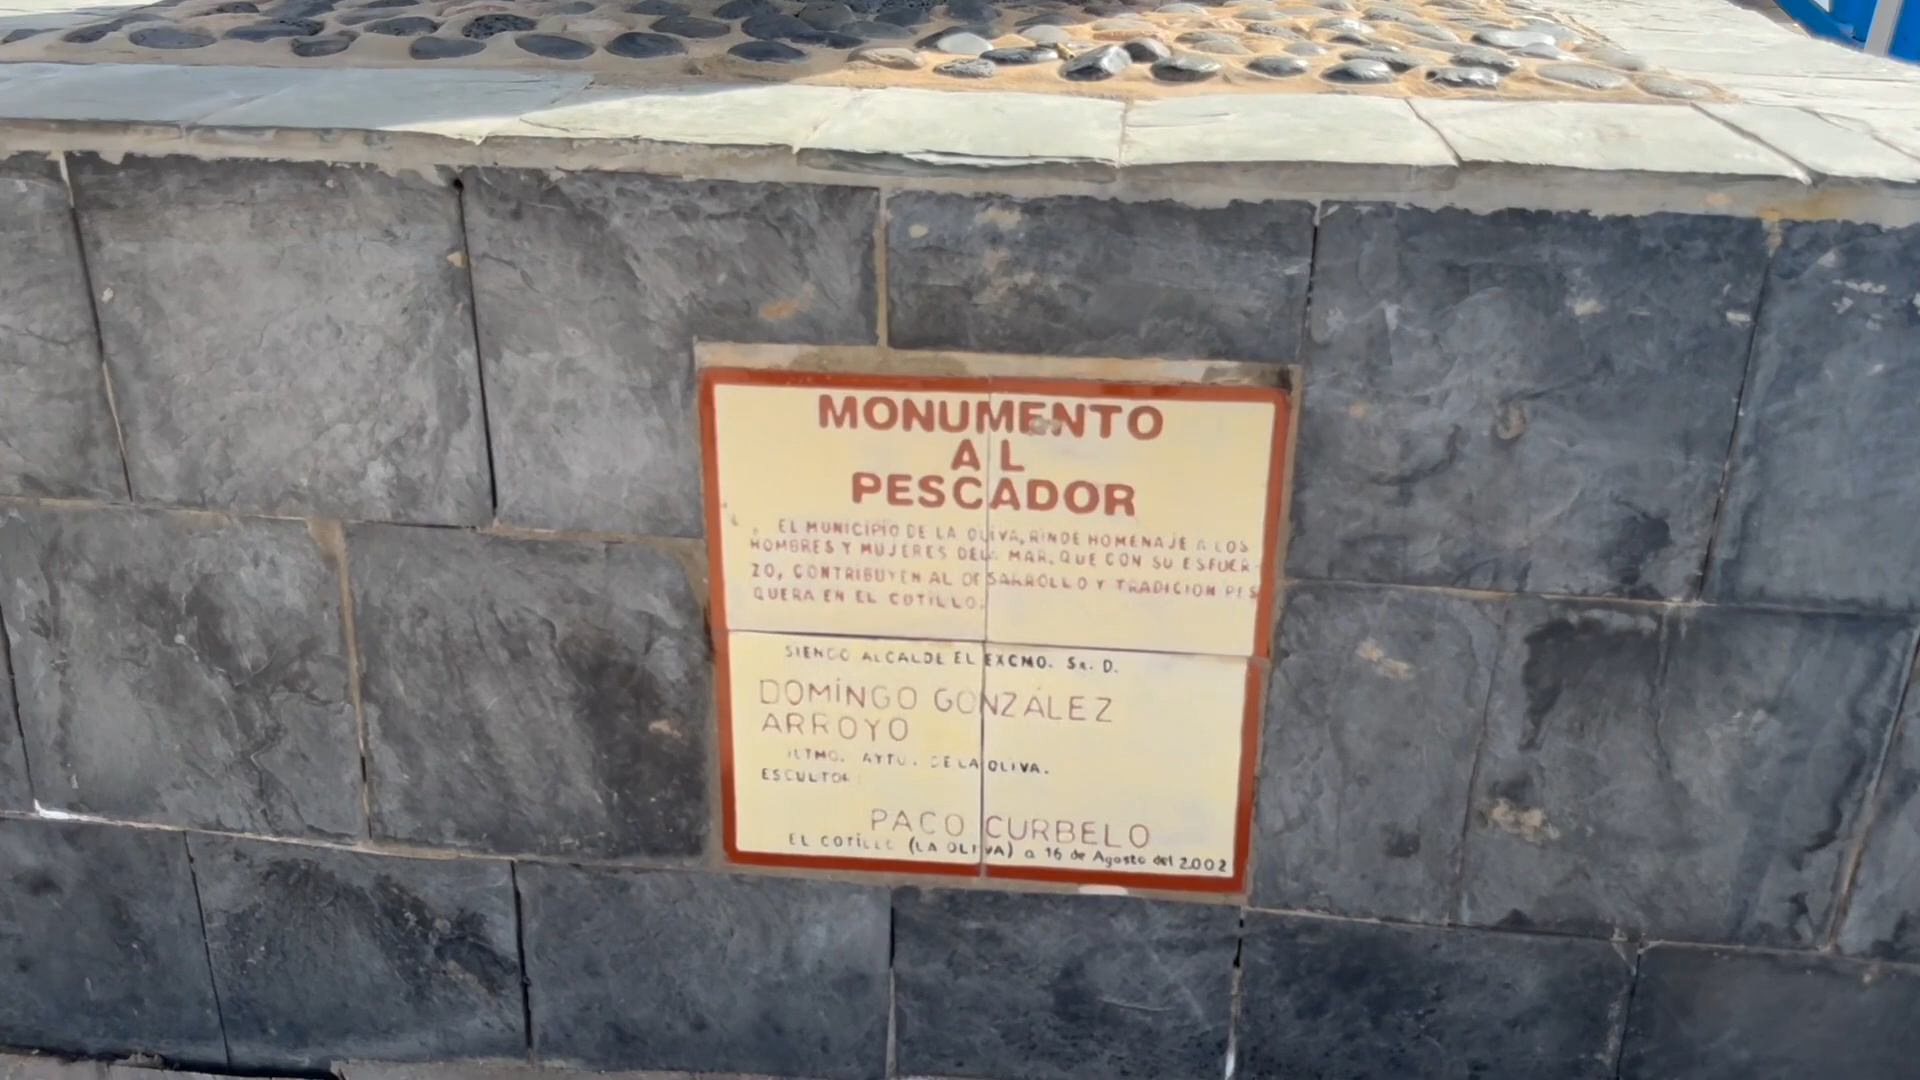 MONUMENTO
AL
PESCADOR
EL MUNICIPIO DE LA OLIVA, RINDE HOMENAJE A LOS
HOMBRES Y MUJERES DEL MAR, QUE CON SU ESFUER-
ZO, CONTRIBUYEN AL DESARROLLO Y TRADICION PES
QUERA EN EL COTILLO.
SIENDO ALCALDE EL EXCMO. Sr. D.
DOMINGO GONZÁLEZ
ARROYO
ILTMO. AYTO. DE LA OLIVA.
ESCULTOR
PACO CURBELO
EL COTILLO (LA OLIVA) a 16 de Agosto del 2.002